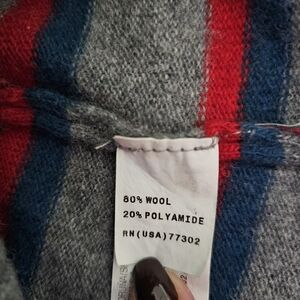 80% WOOL
20% POLYAMIDE
RN(USA)77302